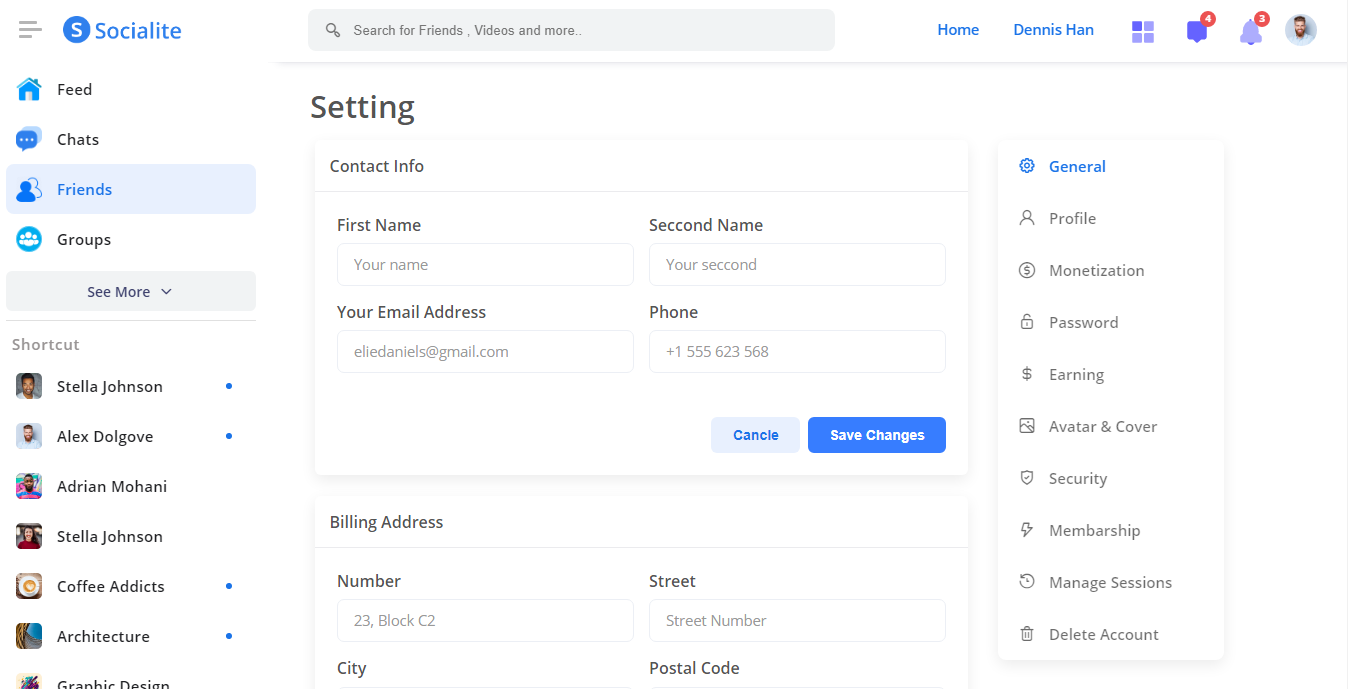 S Socialite
Search for Friends , Videos and more..
Home
Dennis Han
4
3
Feed
Chats
Friends
Groups
See More
Shortcut
Stella Johnson
Alex Dolgove
Adrian Mohani
Stella Johnson
Coffee Addicts
Architecture
Graphic Design
Setting
Contact Info
First Name
Seccond Name
Your name
Your seccond
Your Email Address
Phone
eliedaniels@gmail.com
+1 555 623 568
Cancle
Save Changes
Billing Address
Number
Street
23, Block C2
Street Number
City
Postal Code
General
Profile
Monetization
Password
Earning
Avatar & Cover
Security
Membarship
Manage Sessions
Delete Account